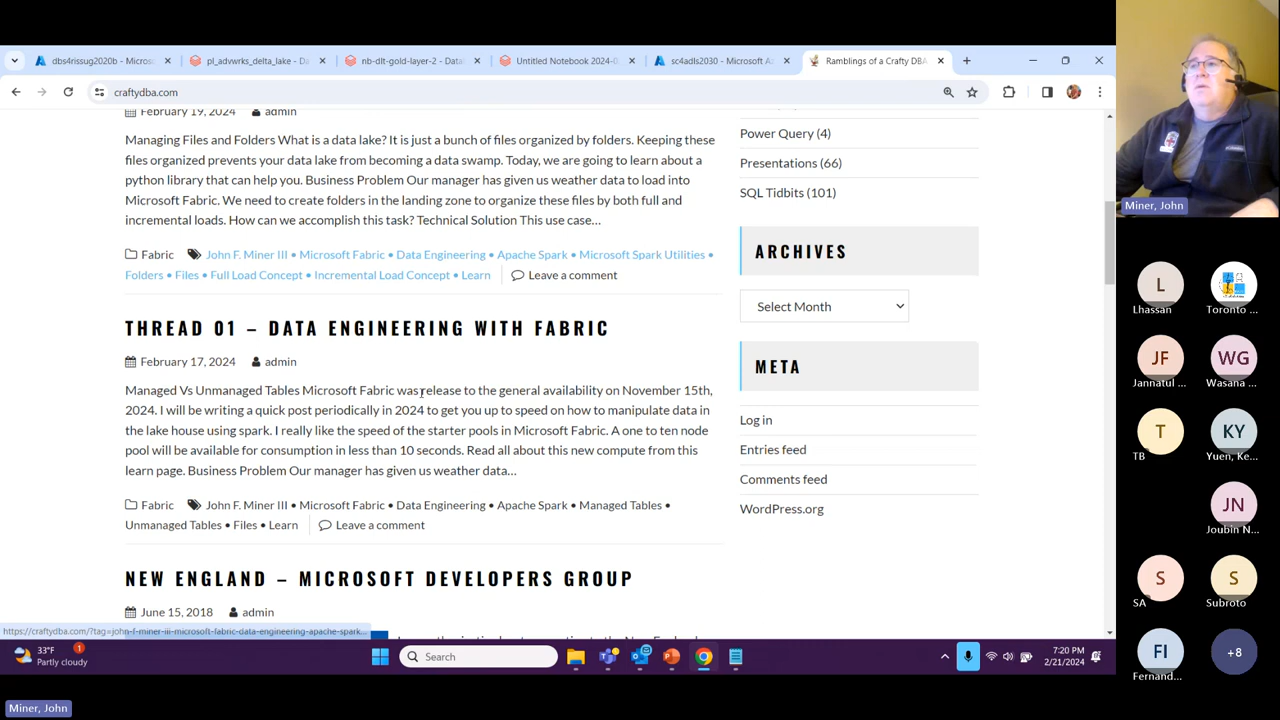 dbs4rissug2020b - Micros
pl_advwrks_delta_lake - Da
nb-dlt-gold-layer-2 - Datab
Untitled Notebook 2024-0
sc4adls2030 - Microsoft Az
Ramblings of a Crafty DBA
craftydba.com
February 19, 2024 admin
Managing Files and Folders What is a data lake? It is just a bunch of files organized by folders. Keeping these
files organized prevents your data lake from becoming a data swamp. Today, we are going to learn about a
python library that can help you. Business Problem Our manager has given us weather data to load into
Microsoft Fabric. We need to create folders in the landing zone to organize these files by both full and
incremental loads. How can we accomplish this task? Technical Solution This use case…
Fabric John F. Miner III • Microsoft Fabric • Data Engineering • Apache Spark • Microsoft Spark Utilities •
Folders • Files • Full Load Concept • Incremental Load Concept • Learn Leave a comment
THREAD 01 – DATA ENGINEERING WITH FABRIC
February 17, 2024 admin
Managed Vs Unmanaged Tables Microsoft Fabric was release to the general availability on November 15th,
2024. I will be writing a quick post periodically in 2024 to get you up to speed on how to manipulate data in
the lake house using spark. I really like the speed of the starter pools in Microsoft Fabric. A one to ten node
pool will be available for consumption in less than 10 seconds. Read all about this new compute from this
learn page. Business Problem Our manager has given us weather data…
Fabric John F. Miner III • Microsoft Fabric • Data Engineering • Apache Spark • Managed Tables •
Unmanaged Tables • Files • Learn Leave a comment
NEW ENGLAND – MICROSOFT DEVELOPERS GROUP
June 15, 2018 admin
https://craftydba.com/?tag=john-f-miner-iii-microsoft-fabric-data-engineering-apache-spark...
Power Query (4)
Presentations (66)
SQL Tidbits (101)
ARCHIVES
Select Month
META
Log in
Entries feed
Comments feed
WordPress.org
1
33°F
Partly cloudy
Search
7:20 PM
2/21/2024
Miner, John
Miner, John
L
Lhassan
Toronto ...
JF
Jannatul ...
WG
Wasana ...
T
TB
KY
Yuen, Ke...
JN
Joubin N...
S
SA
S
Subroto
FI
Fernand...
+8